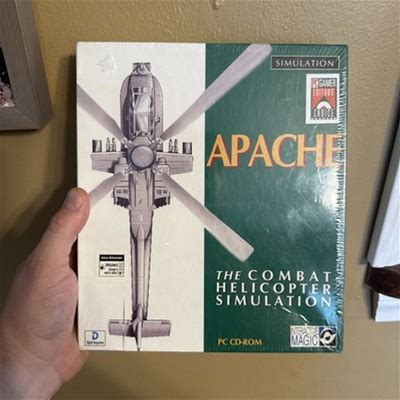 SIMULATION
PC GAMER
EDITORS'
CHOICE
APACHE
THE COMBAT
HELICOPTER
SIMULATION
PC CD-ROM
INTERACTIVE
MAGIC